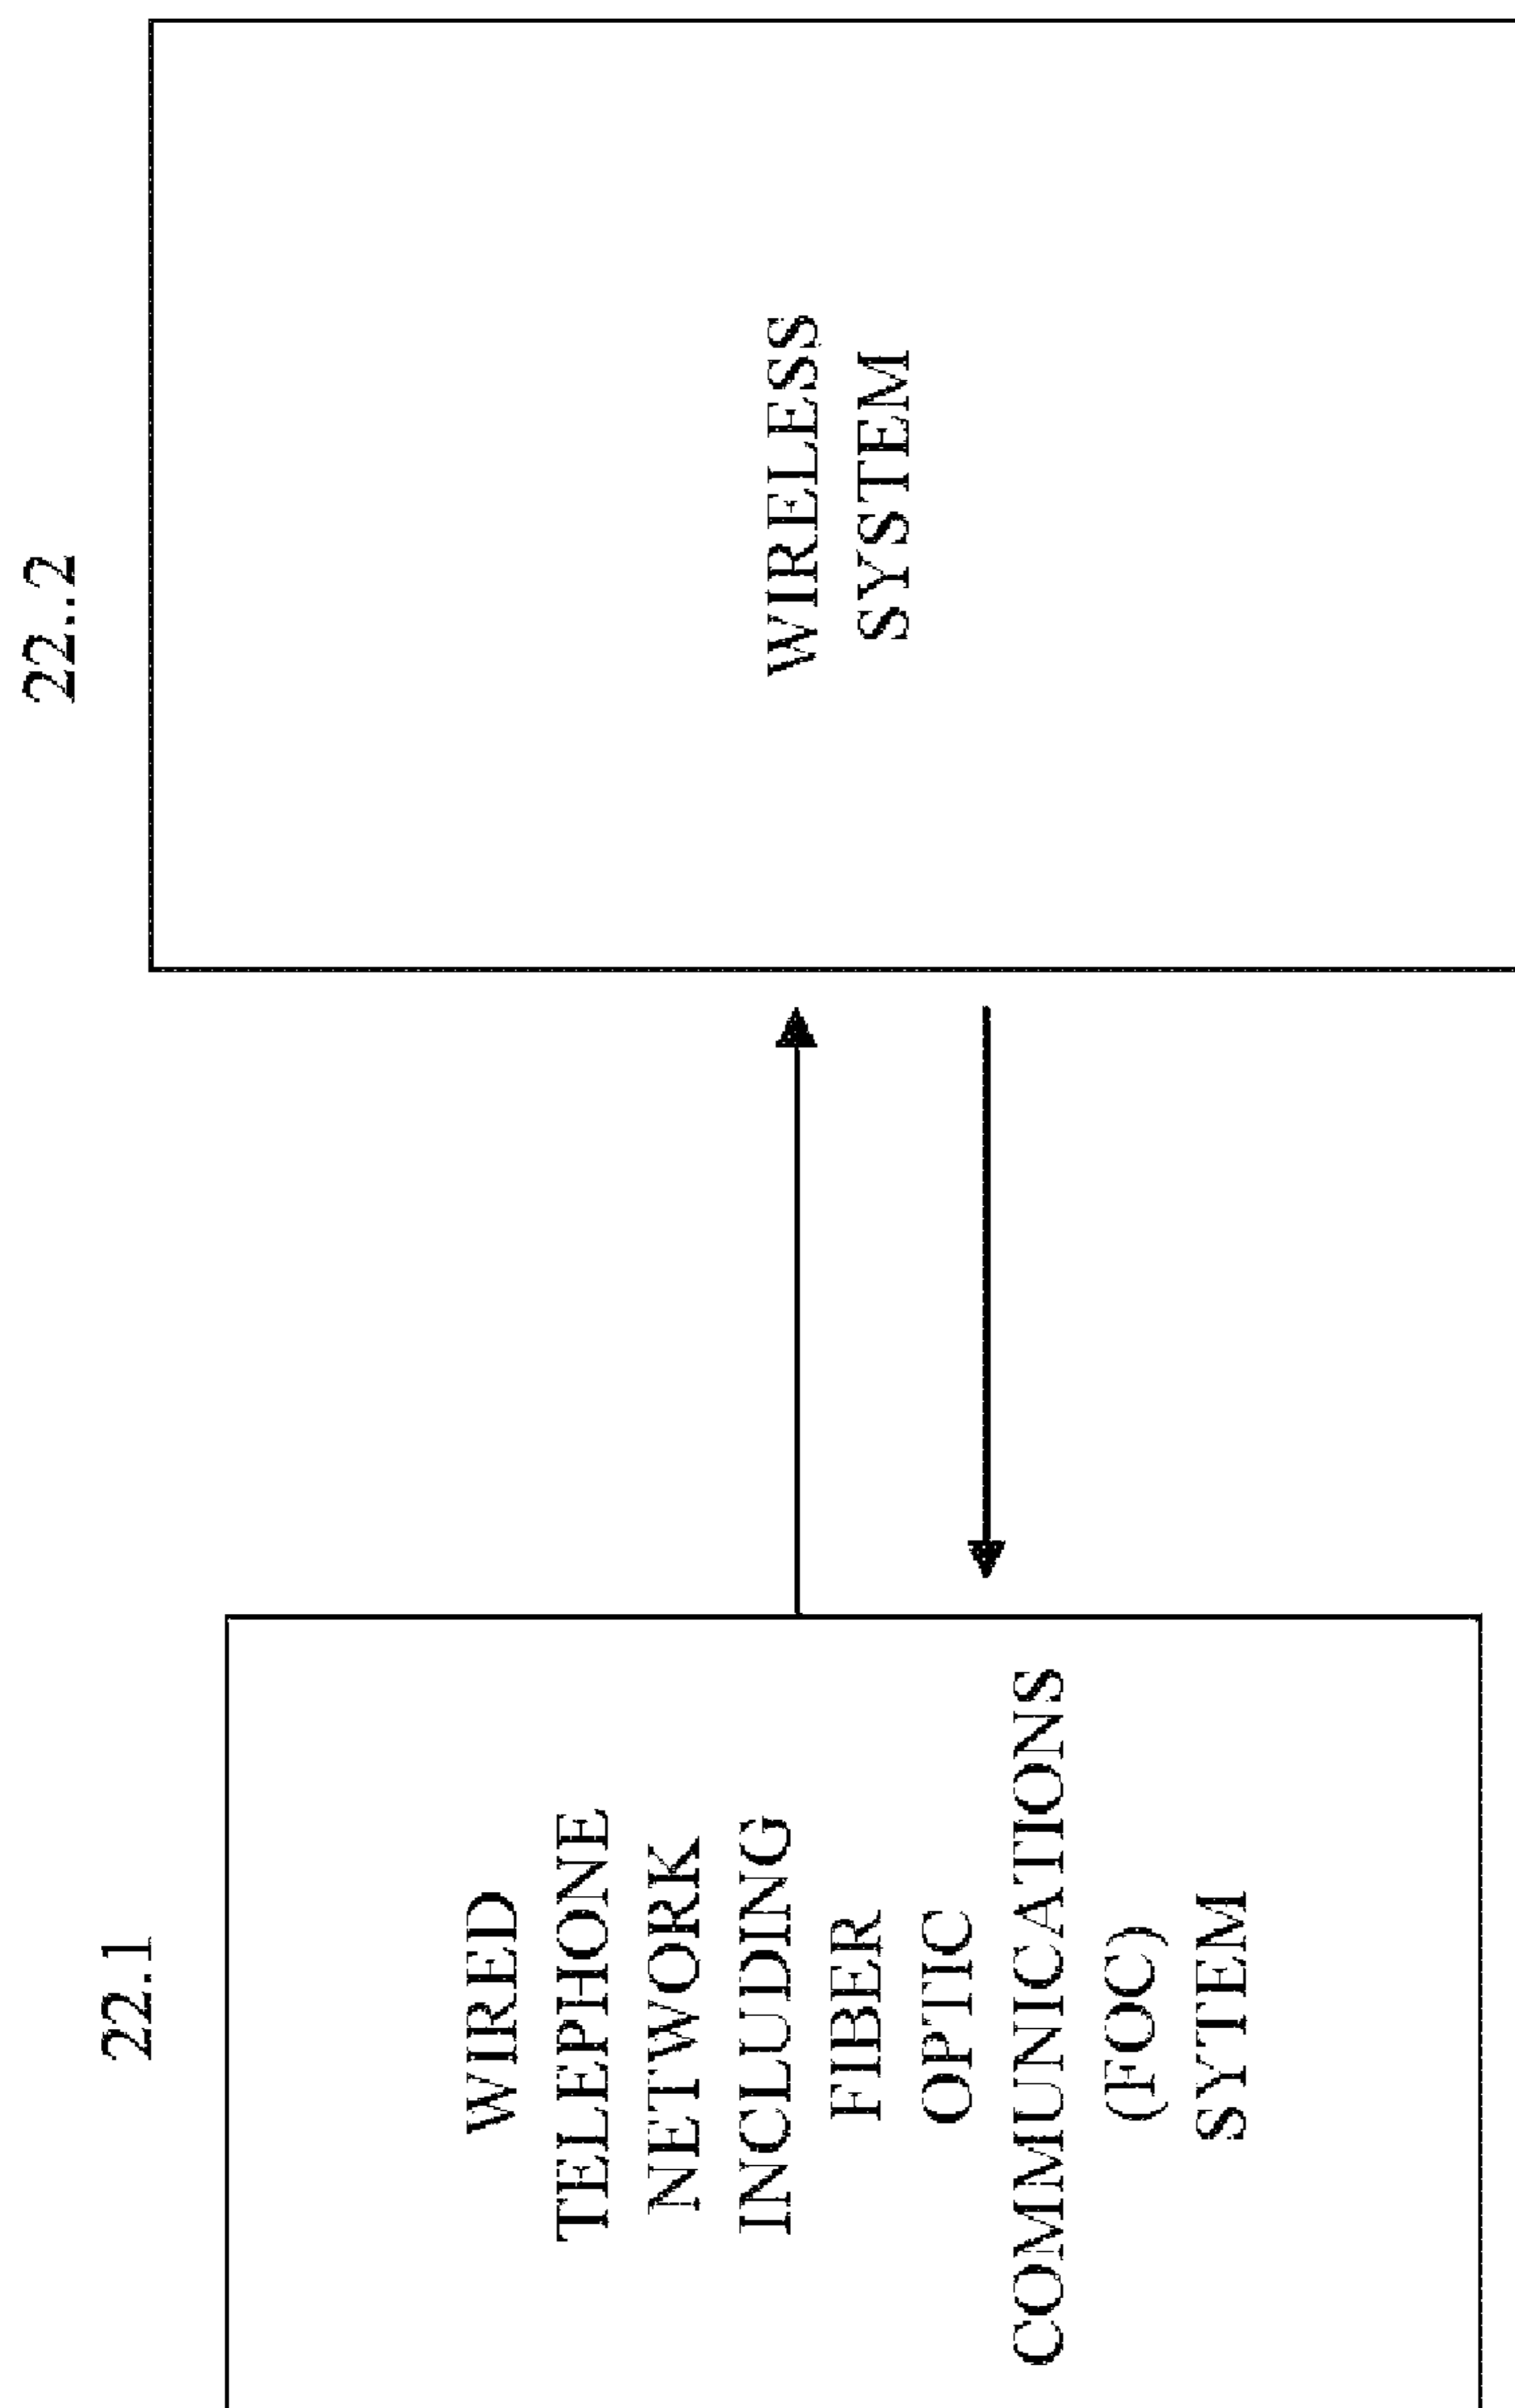 22.1
WIRED
TELEPHONE
NETWORK
INCLUDING
FIBER
OPTIC
COMMUNICATIONS
(FOC)
SYTEM
22..2
WIRELESS
SYSTEM